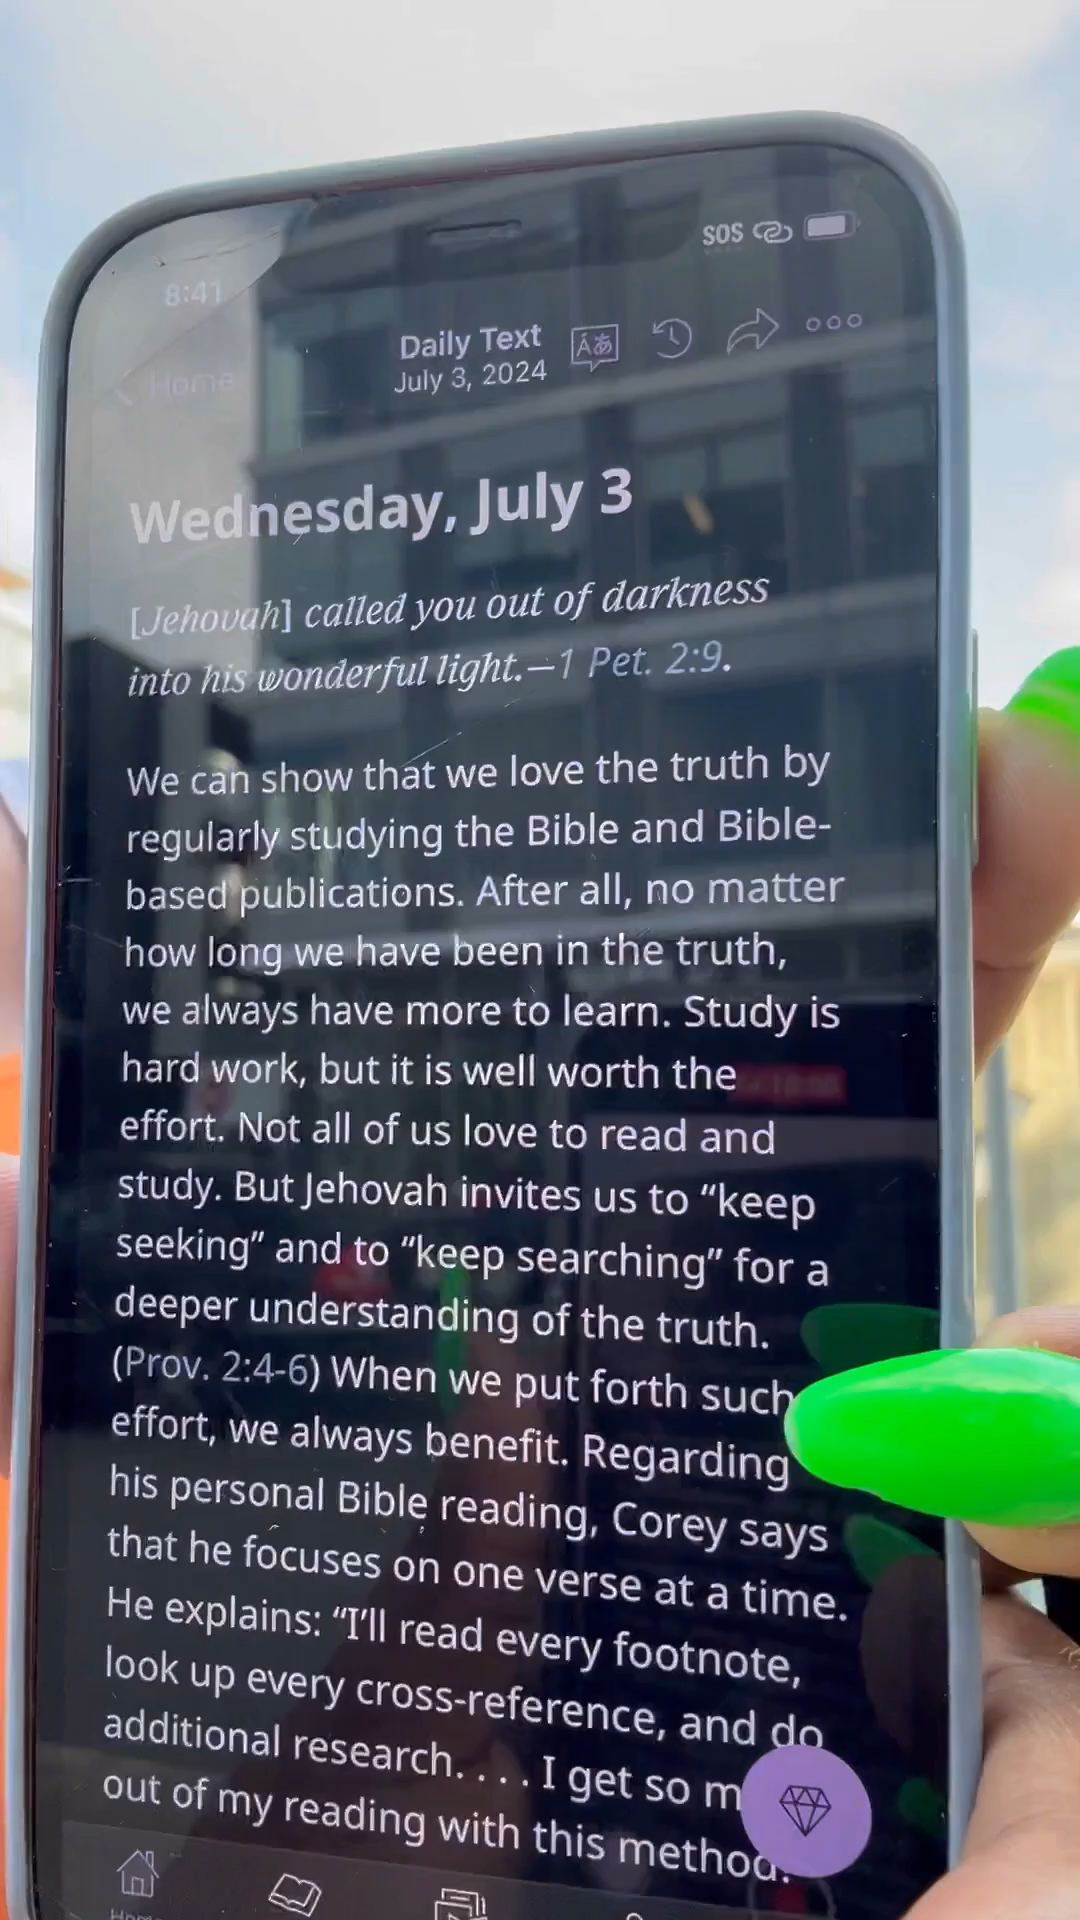 8:41
SOS
Home
Daily Text
July 3, 2024
Wednesday, July 3
[Jehovah] called you out of darkness
into his wonderful light.—1 Pet. 2:9.
We can show that we love the truth by
regularly studying the Bible and Bible-
based publications. After all, no matter
how long we have been in the truth,
we always have more to learn. Study is
hard work, but it is well worth the
effort. Not all of us love to read and
study. But Jehovah invites us to “keep
seeking” and to “keep searching” for a
deeper understanding of the truth.
(Prov. 2:4-6) When we put forth such
effort, we always benefit. Regarding
his personal Bible reading, Corey says
that he focuses on one verse at a time.
He explains: “I’ll read every footnote,
look up every cross-reference, and do
additional research. . . . I get so m
out of my reading with this method.
Home